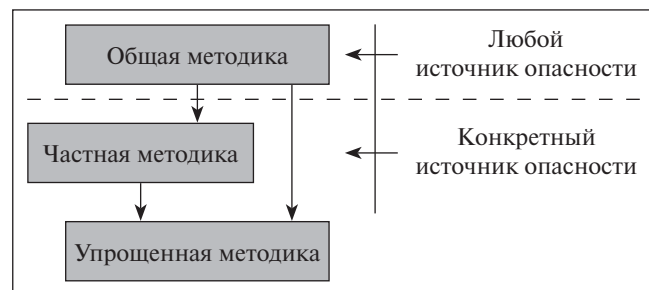 Общая методика
Любой
источник опасности
Частная методика
Конкретный
источник опасности
Упрощенная методика